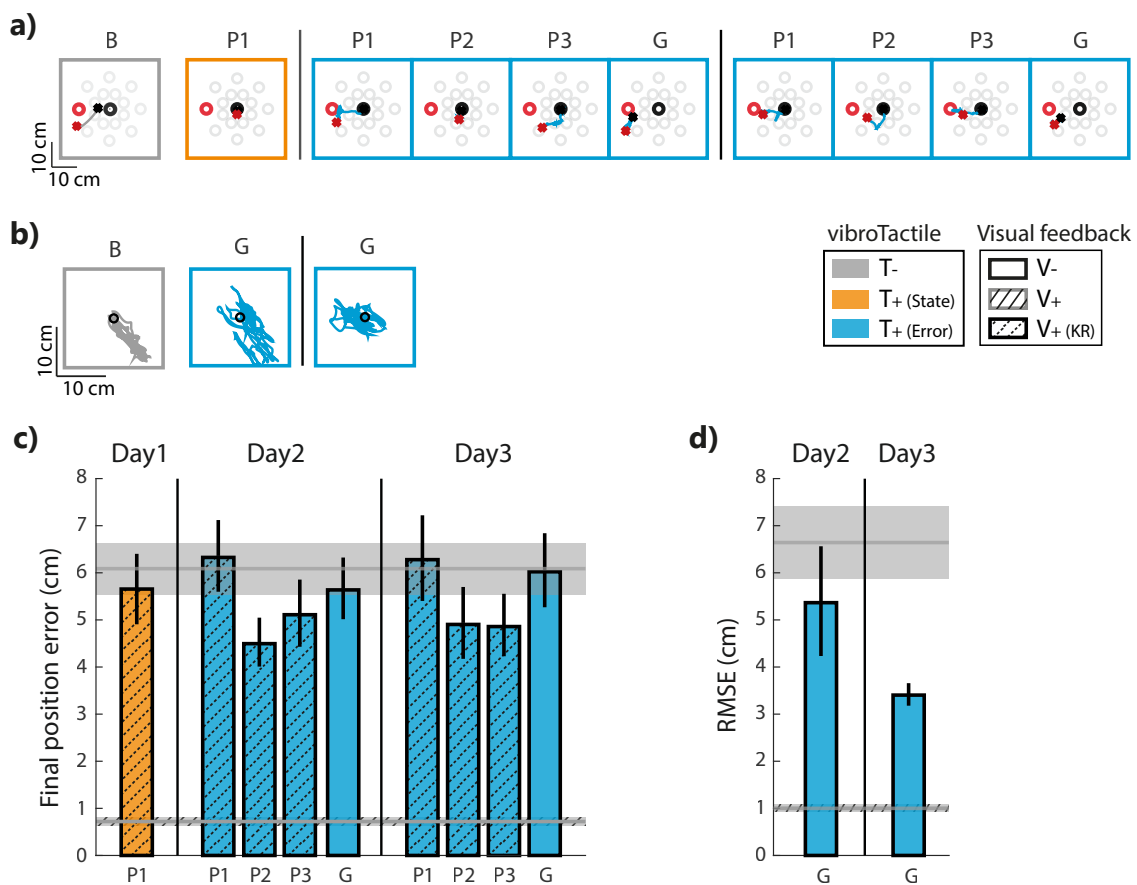 a)
B P1 P1 P2 P3 G P1 P2 P3 G
10 cm
10 cm
b)
B G G
10 cm
10 cm
vibroTactile Visual feedback
T- V-
T+ (State) V+
T+ (Error) V+ (KR)
c)
Day1 Day2 Day3
Final position error (cm)
8
7
6
5
4
3
2
1
0
P1 P1 P2 P3 G P1 P2 P3 G
d)
Day2 Day3
RMSE (cm)
8
7
6
5
4
3
2
1
0
G G